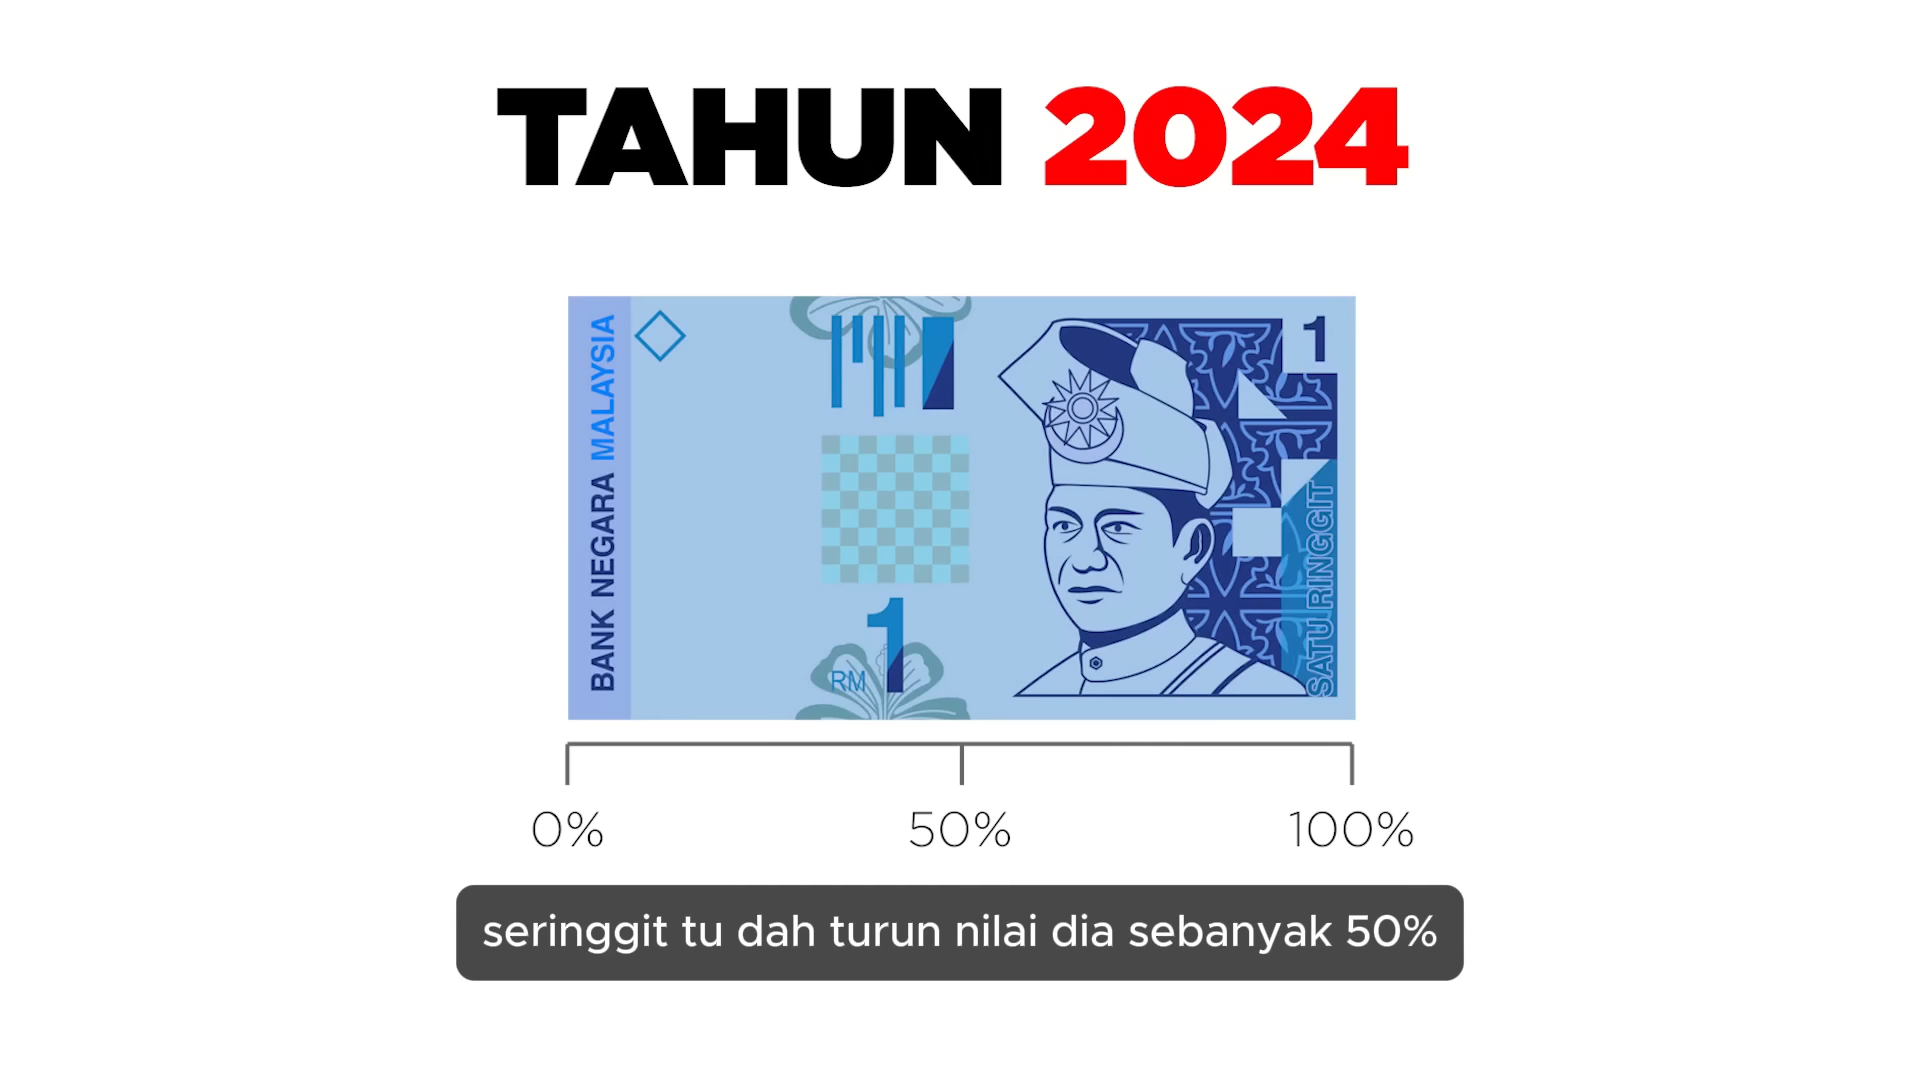 TAHUN 2024
BANK NEGARA MALAYSIA
1
SATU RINGGIT
RM 1
0% 50% 100%
seringgit tu dah turun nilai dia sebanyak 50%